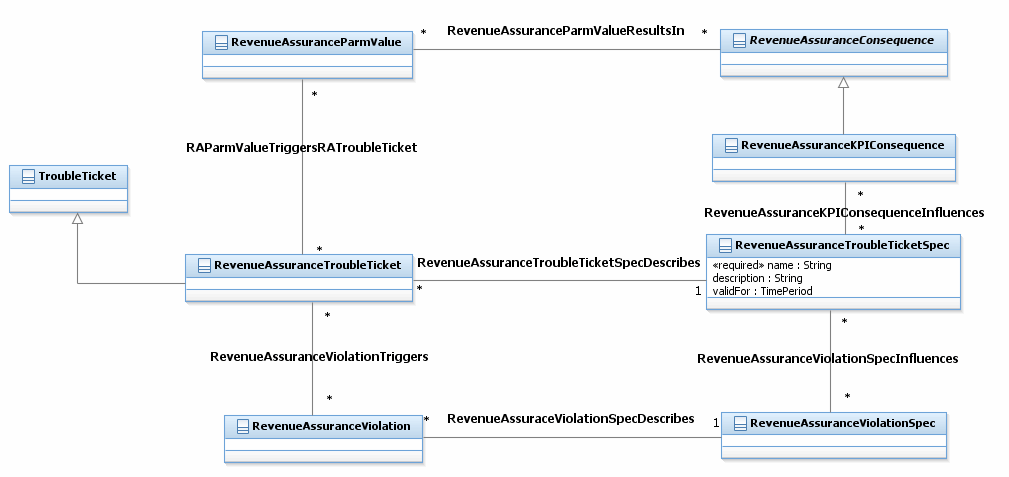 RevenueAssuranceParmValue
* RevenueAssuranceParmValueResultsIn *
RevenueAssuranceConsequence
*
RAParmValueTriggersRATroubleTicket
RevenueAssuranceKPIConsequence
TroubleTicket
*
RevenueAssuranceKPIConsequenceInfluences
*
*
RevenueAssuranceTroubleTicket
RevenueAssuranceTroubleTicketSpecDescribes
* 1
RevenueAssuranceTroubleTicketSpec
«required» name : String
description : String
validFor : TimePeriod
*
RevenueAssuranceViolationTriggers
*
*
RevenueAssuranceViolationSpecInfluences
*
RevenueAssuranceViolation
* RevenueAssuraceViolationSpecDescribes 1
RevenueAssuranceViolationSpec